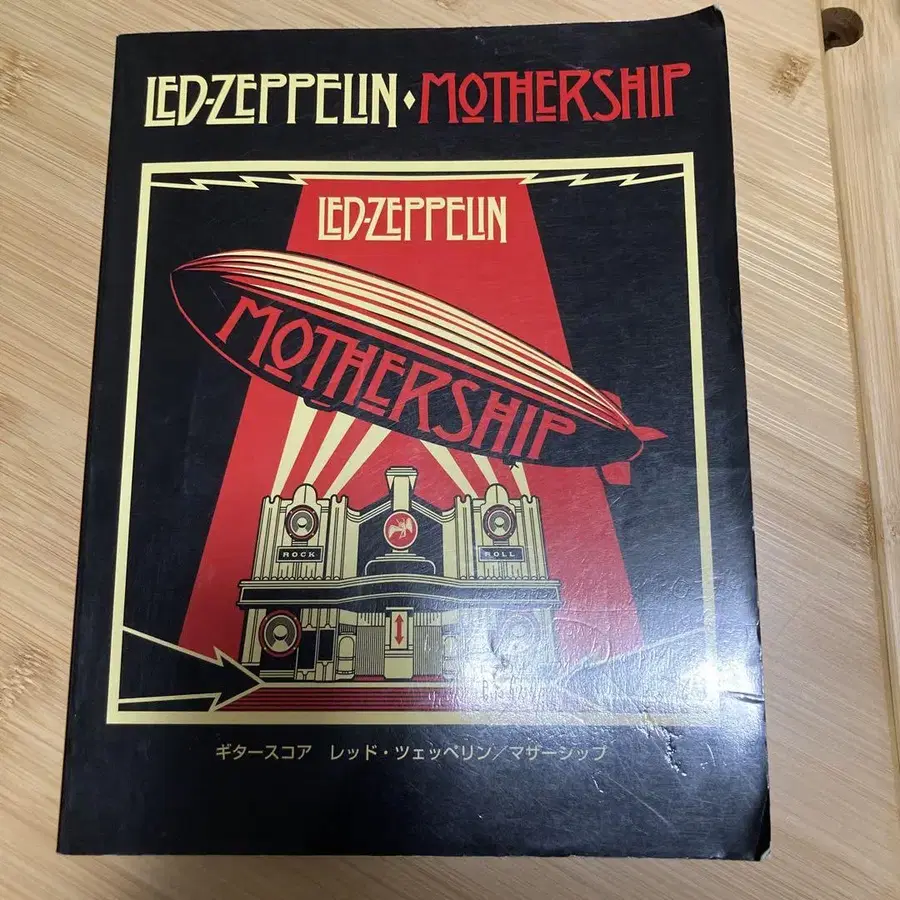 LED-ZEPPELIN⬧MOTHERSHIP
LED-ZEPPELIN
MOTHERSHIP
ROCK
ROLL
ギタースコア レッド・ツェッペリン/マザーシップ